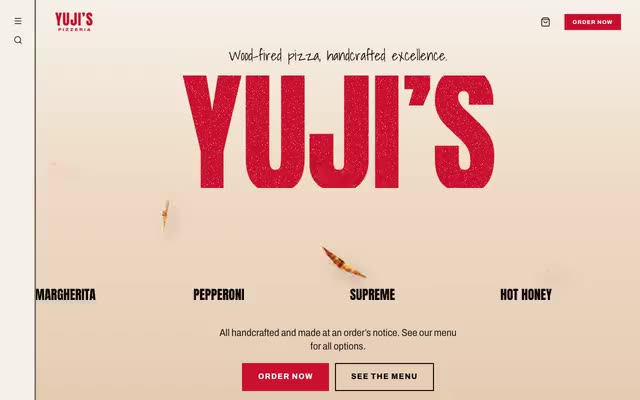 YUJI'S
PIZZERIA
ORDER NOW
Wood-fired pizza, handcrafted excellence.
YUJI'S
MARGHERITA
PEPPERONI
SUPREME
HOT HONEY
All handcrafted and made at an order's notice. See our menu
for all options.
ORDER NOW
SEE THE MENU